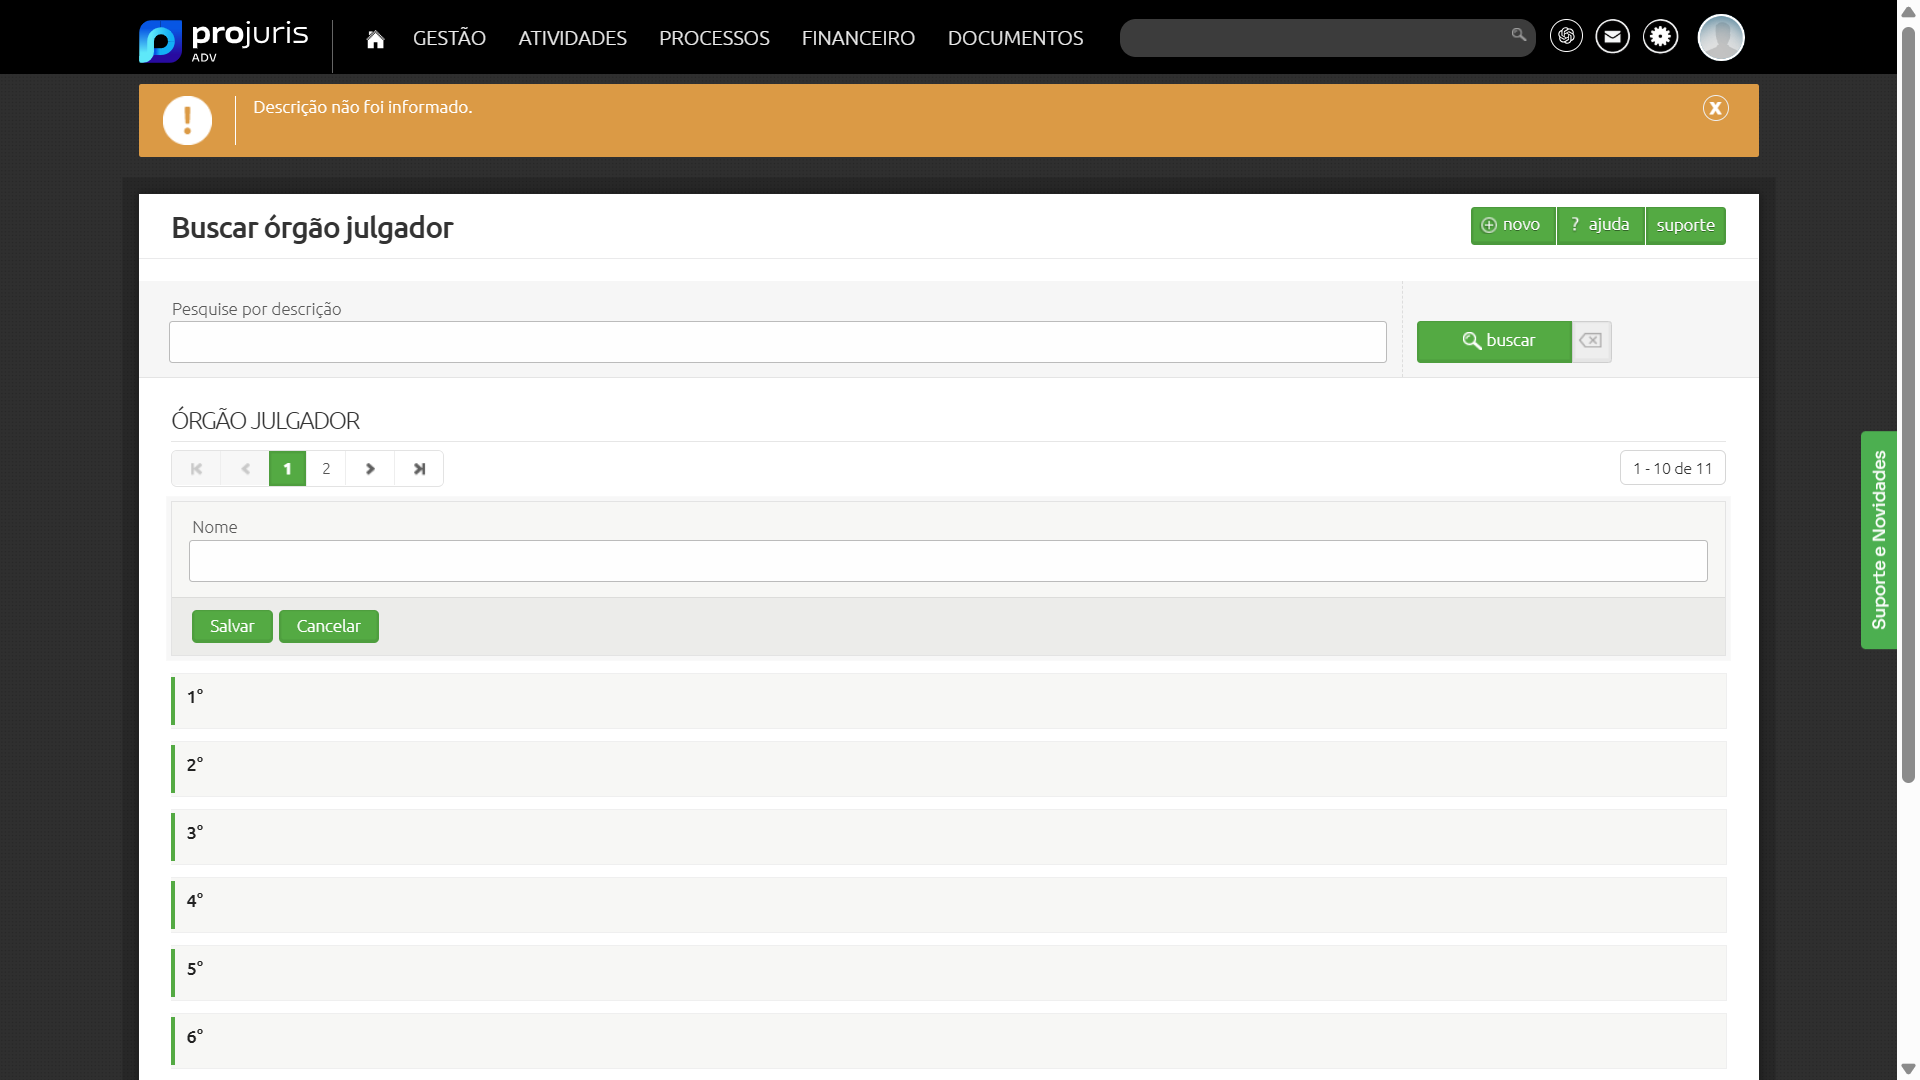 projuris
ADV
GESTÃO ATIVIDADES PROCESSOS FINANCEIRO DOCUMENTOS
Descrição não foi informado.
Buscar órgão julgador
novo ? ajuda suporte
Pesquise por descrição
buscar
ÓRGÃO JULGADOR
1 2
1 - 10 de 11
Nome
Salvar Cancelar
1°
2°
3°
4°
5°
6°
Suporte e Novidades